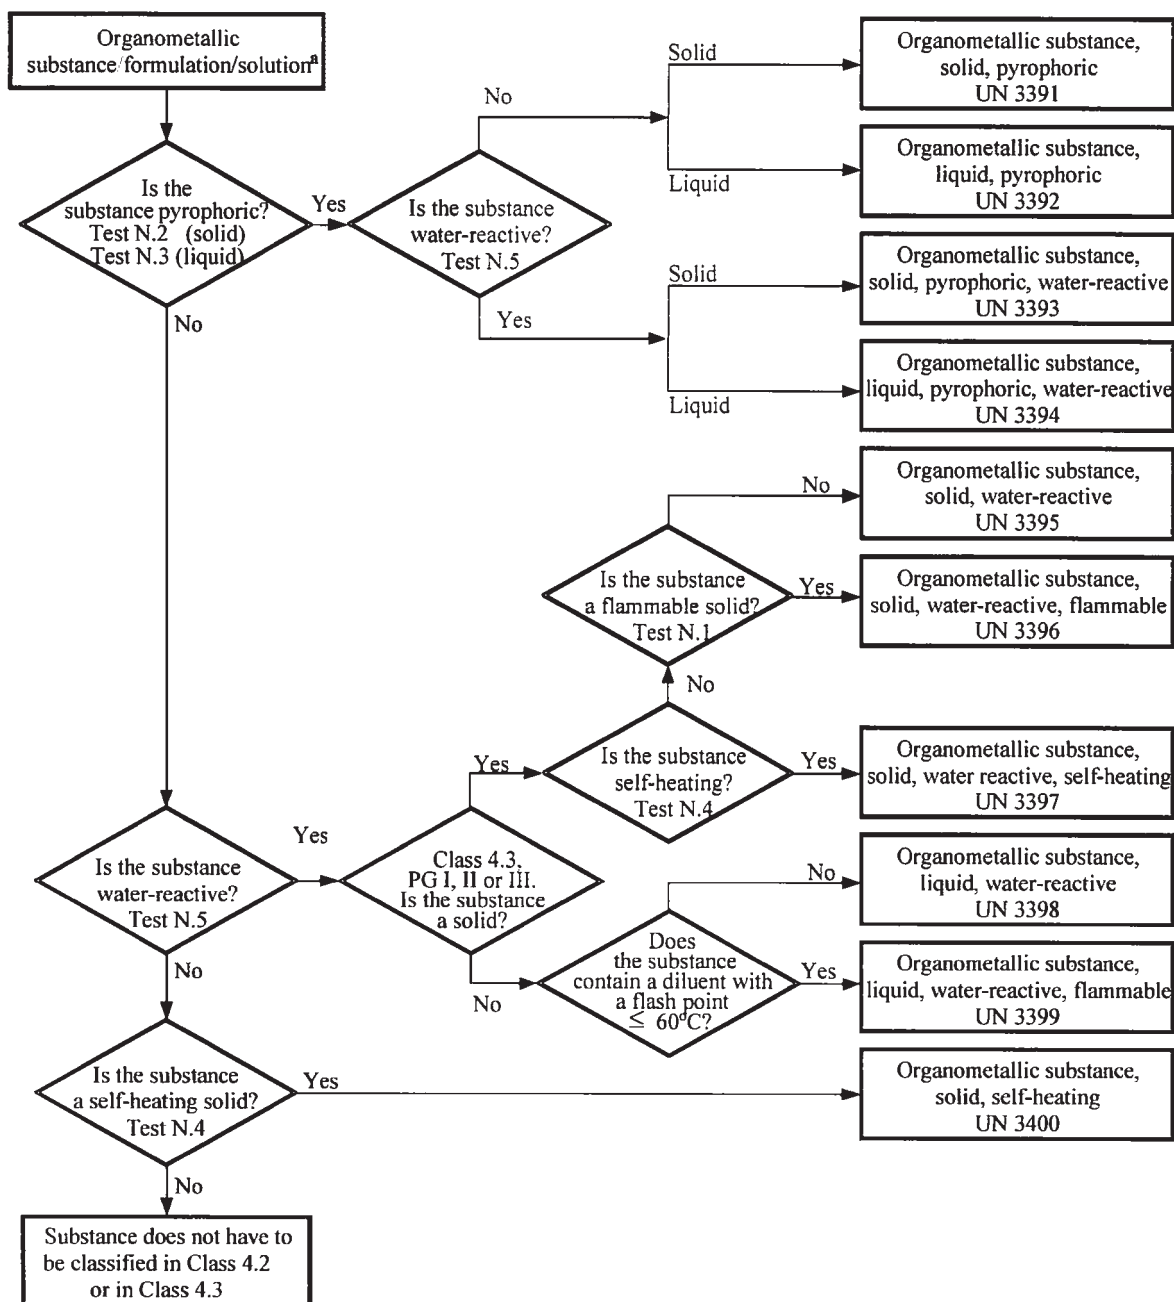 Organometallic
substance/formulation/solutionª
Is the
substance pyrophoric?
Test N.2 (solid)
Test N.3 (liquid)
Yes
No
Is the substance
water-reactive?
Test N.5
No
Yes
Solid
Liquid
Solid
Liquid
Organometallic substance,
solid, pyrophoric
UN 3391
Organometallic substance,
liquid, pyrophoric
UN 3392
Organometallic substance,
solid, pyrophoric, water-reactive
UN 3393
Organometallic substance,
liquid, pyrophoric, water-reactive
UN 3394
No
Organometallic substance,
solid, water-reactive
UN 3395
Is the substance
a flammable solid?
Test N.1
Yes
Organometallic substance,
solid, water-reactive, flammable
UN 3396
No
Is the substance
self-heating?
Test N.4
Yes
Organometallic substance,
solid, water reactive, self-heating
UN 3397
Yes
Is the substance
water-reactive?
Test N.5
Yes
No
Class 4.3,
PG I, II or III.
Is the substance
a solid?
No
Does
the substance
contain a diluent with
a flash point
≤ 60°C?
No
Organometallic substance,
liquid, water-reactive
UN 3398
Yes
Organometallic substance,
liquid, water-reactive, flammable
UN 3399
Is the substance
a self-heating solid?
Test N.4
Yes
Organometallic substance,
solid, self-heating
UN 3400
No
Substance does not have to
be classified in Class 4.2
or in Class 4.3